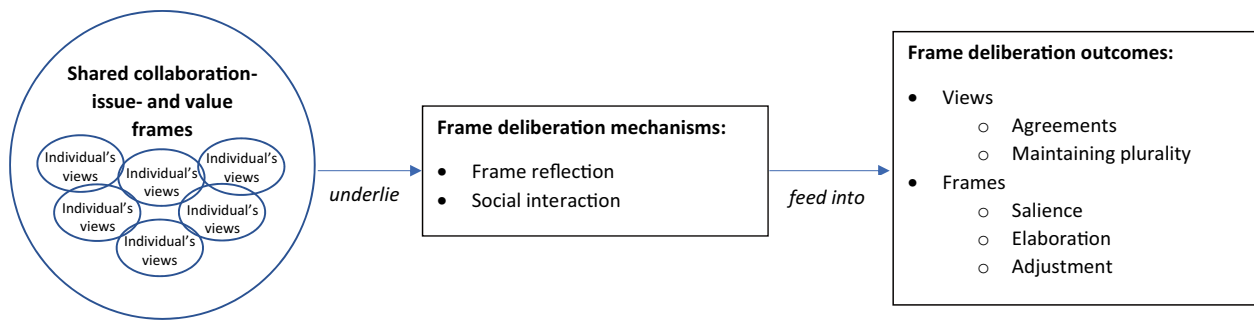 Shared collaboration-
issue- and value
frames
Individual's
views
Individual's
views
Individual's
views
Individual's
views
Individual's
views
Individual's
views
underlie
Frame deliberation mechanisms:
• Frame reflection
• Social interaction
feed into
Frame deliberation outcomes:
• Views
o Agreements
o Maintaining plurality
• Frames
o Salience
o Elaboration
o Adjustment